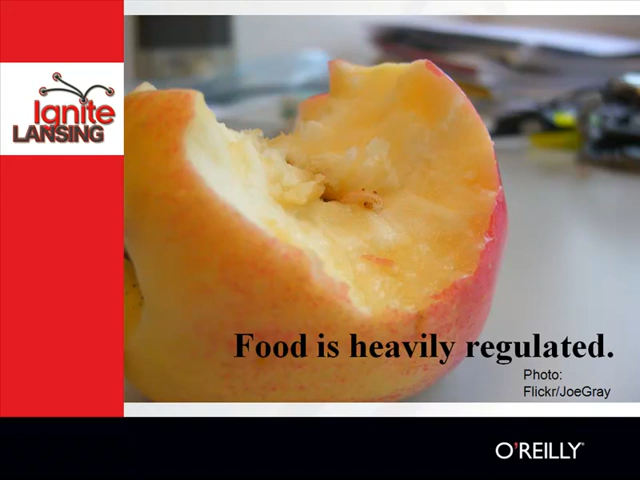 Ignite
LANSING
Food is heavily regulated.
Photo:
Flickr/JoeGray
O'REILLY®